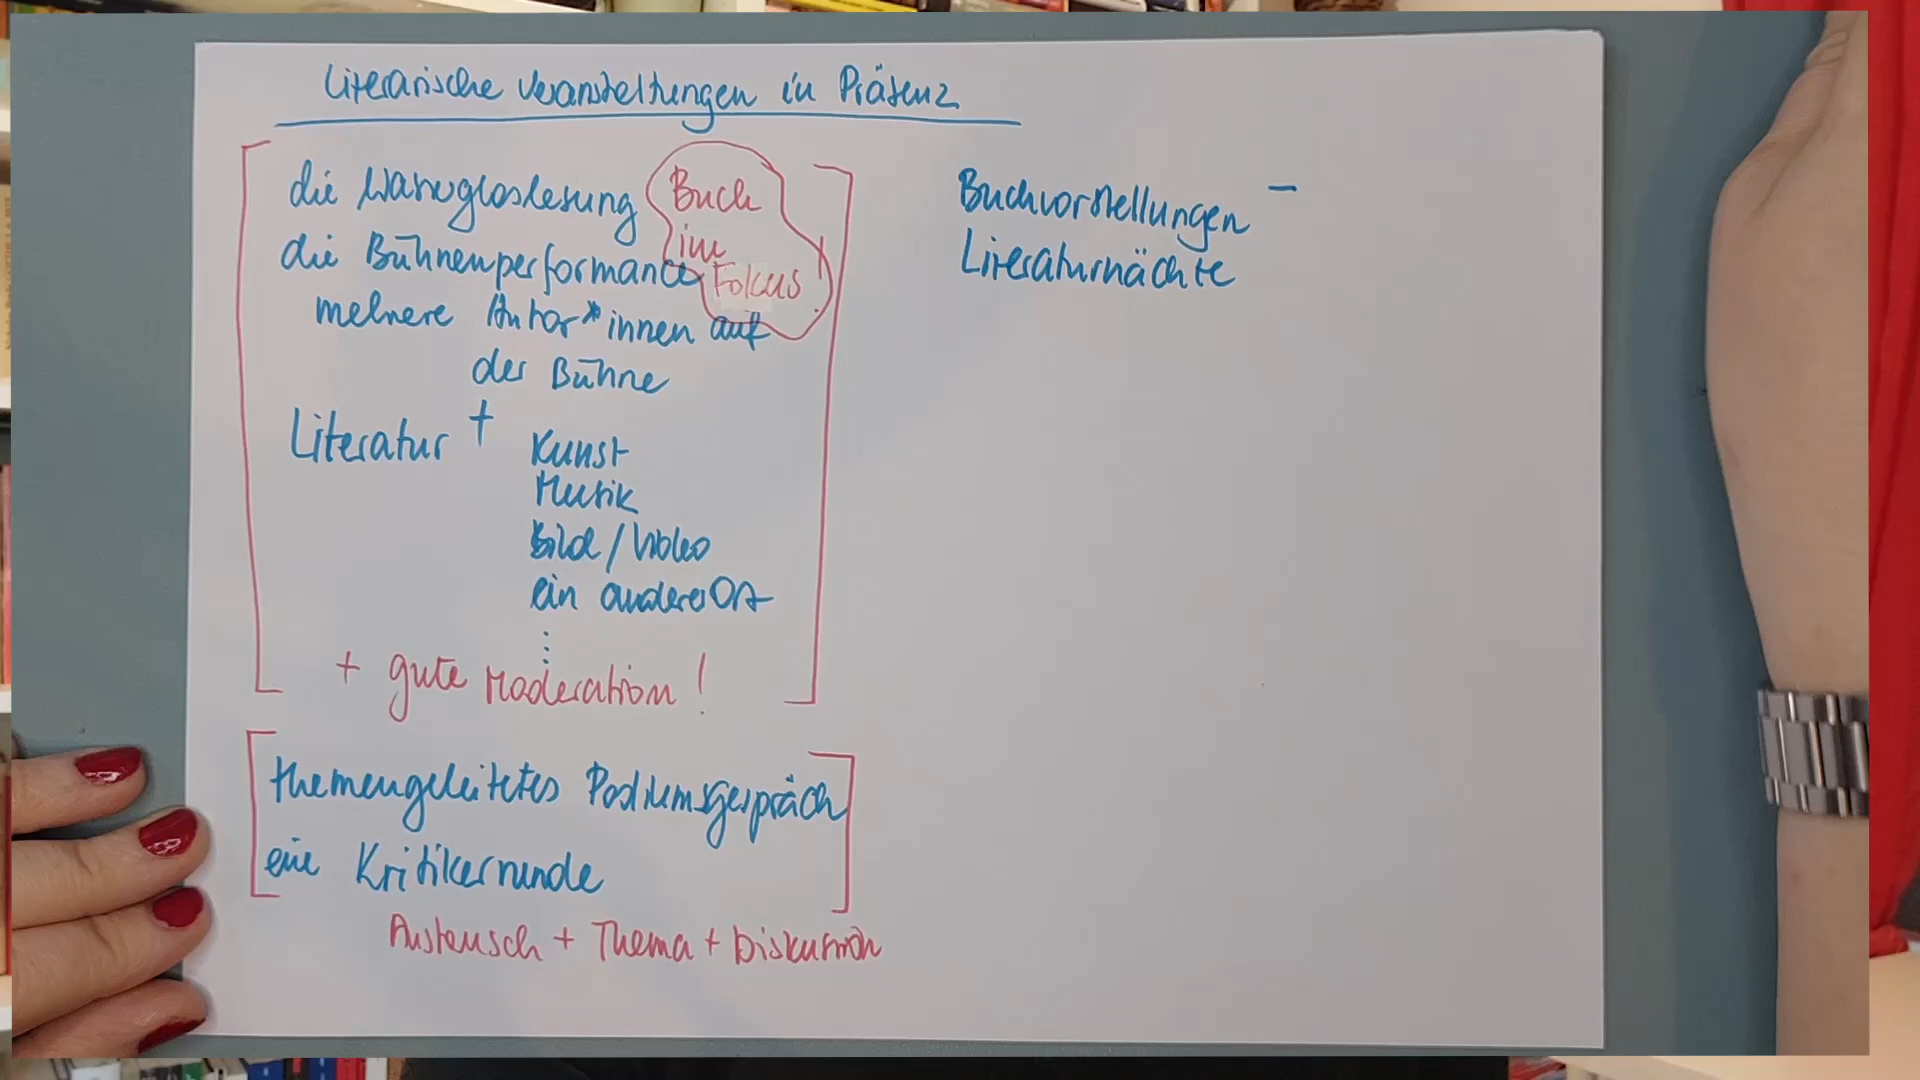 Literarische Veranstaltungen in Präsenz
die Wasserglaslesung
die Bühnenperformance
mehrere Autor*innen auf
der Bühne
Buch
im
Fokus
Literatur +
Kunst
Musik
Bild / Video
ein anderer Ort
⋮
+ gute Moderation !
themengeleitetes Podiumsgespräch
eine Kritikerrunde
Austausch + Thema + Diskussion
Buchvorstellungen –
Literaturnächte